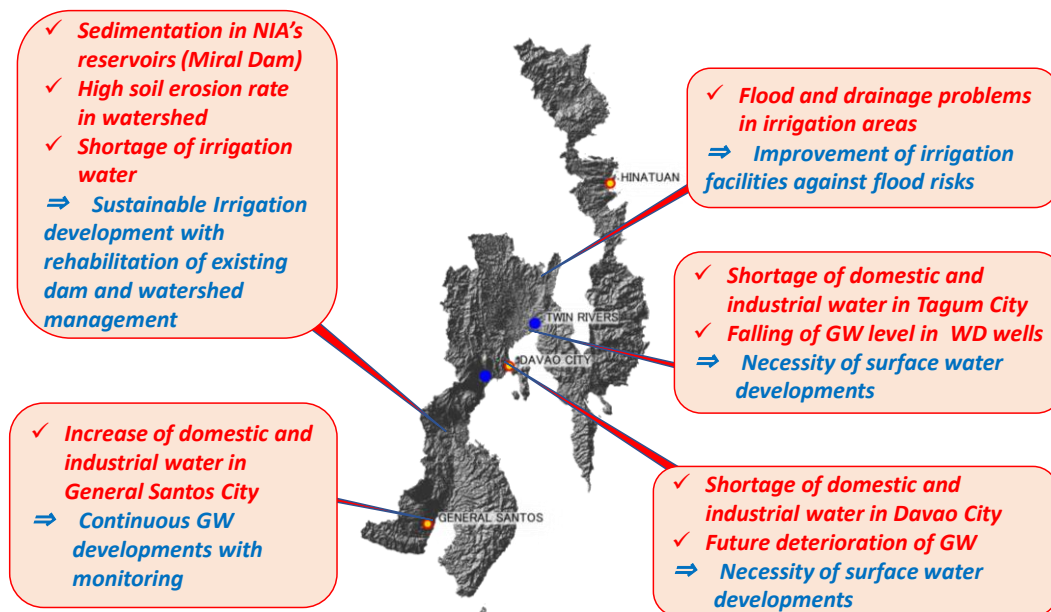 ✓ Sedimentation in NIA's
reservoirs (Miral Dam)
✓ High soil erosion rate
in watershed
✓ Shortage of irrigation
water
⇒ Sustainable Irrigation
development with
rehabilitation of existing
dam and watershed
management
✓ Flood and drainage problems
in irrigation areas
⇒ Improvement of irrigation
facilities against flood risks
HINATUAN
✓ Shortage of domestic and
industrial water in Tagum City
✓ Falling of GW level in WD wells
⇒ Necessity of surface water
developments
TWIN RIVERS
DAVAO CITY
✓ Increase of domestic and
industrial water in
General Santos City
⇒ Continuous GW
developments with
monitoring
GENERAL SANTOS
✓ Shortage of domestic and
industrial water in Davao City
✓ Future deterioration of GW
⇒ Necessity of surface water
developments